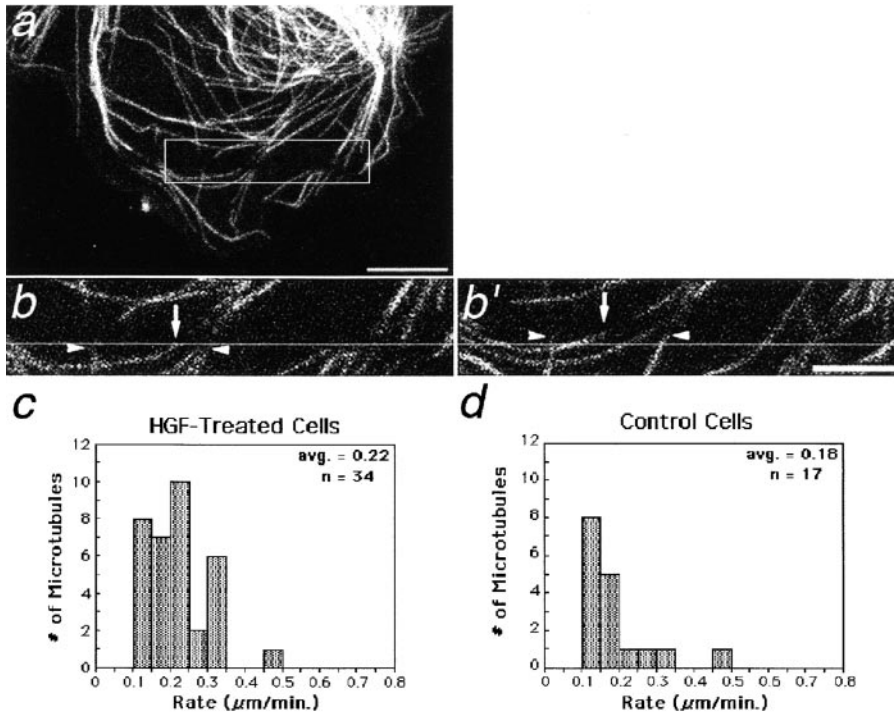 a
b
b'
c
HGF-Treated Cells
avg. = 0.22
n = 34
# of Microtubules
12
10
8
6
4
2
0
0 0.1 0.2 0.3 0.4 0.5 0.6 0.7 0.8
Rate (µm/min.)
d
Control Cells
avg. = 0.18
n = 17
# of Microtubules
12
10
8
6
4
2
0
0 0.1 0.2 0.3 0.4 0.5 0.6 0.7 0.8
Rate (µm/min.)